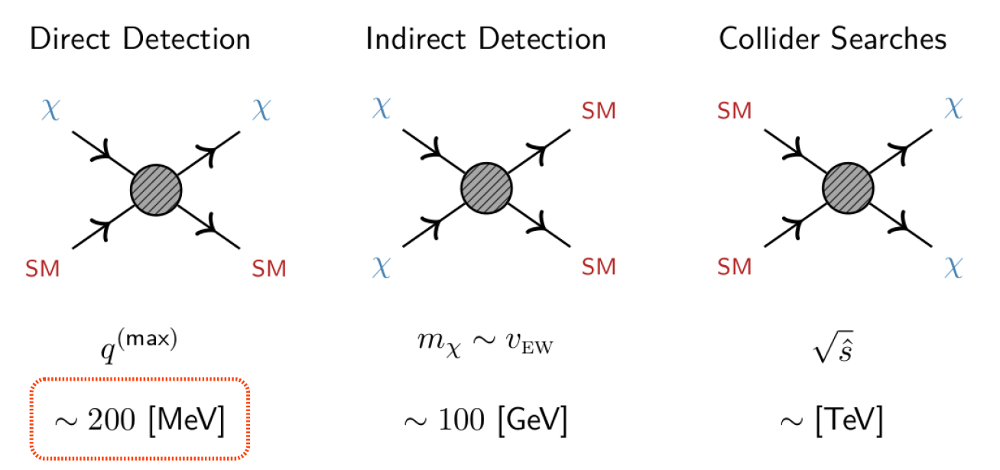 Direct Detection
Indirect Detection
Collider Searches
χ
χ
SM
SM
χ
SM
χ
SM
SM
χ
SM
χ
q^(max)
m_χ ∼ v_EW
√ŝ
∼ 200 [MeV]
∼ 100 [GeV]
∼ [TeV]